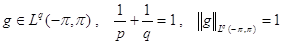 g ∈ L^q(−π,π) , 1/p + 1/q = 1 , ‖g‖_{L^q(−π,π)} = 1